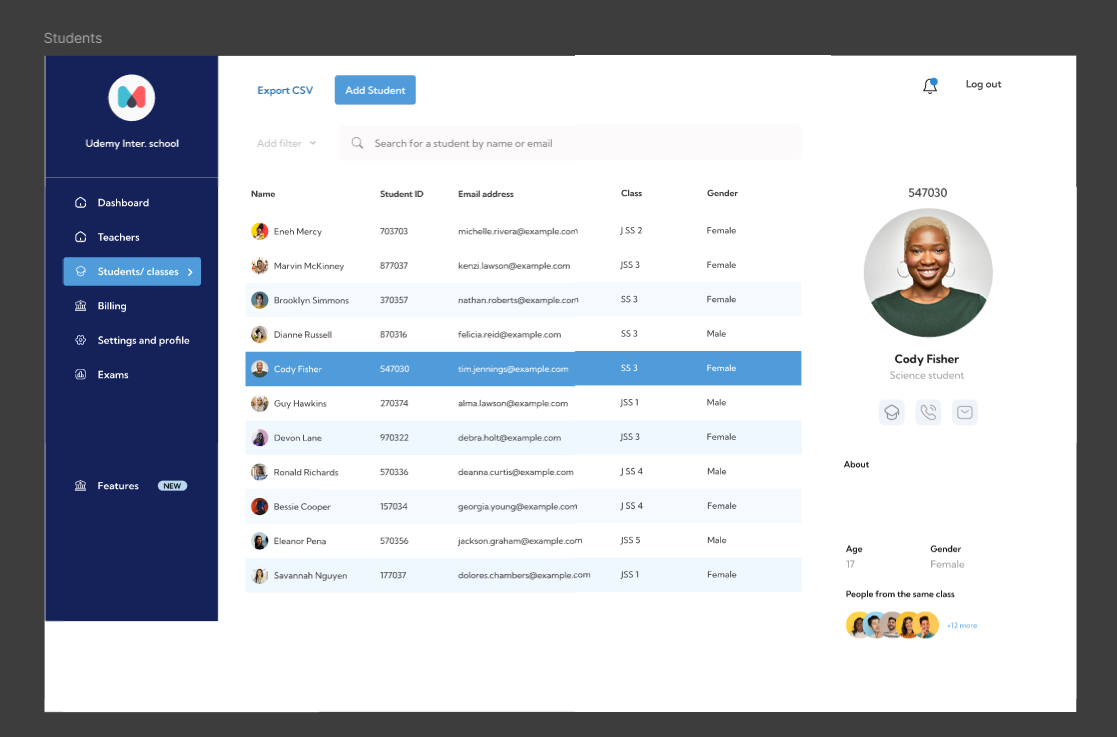 Students
Udemy Inter. school
Dashboard
Teachers
Students/ classes
Billing
Settings and profile
Exams
Features NEW
Export CSV Add Student
Log out
Add filter Search for a student by name or email
Name Student ID Email address Class Gender
Eneh Mercy 703703 michelle.rivera@example.com J SS 2 Female
Marvin McKinney 877037 kenzi.lawson@example.com JSS 3 Female
Brooklyn Simmons 370357 nathan.roberts@example.com SS 3 Female
Dianne Russell 870316 felicia.reid@example.com SS 3 Male
Cody Fisher 547030 tim.jennings@example.com SS 3 Female
Guy Hawkins 270374 alma.lawson@example.com JSS 1 Male
Devon Lane 970322 debra.holt@example.com JSS 3 Female
Ronald Richards 570336 deanna.curtis@example.com J SS 4 Male
Bessie Cooper 157034 georgia.young@example.com J SS 4 Female
Eleanor Pena 570356 jackson.graham@example.com JSS 5 Male
Savannah Nguyen 177037 dolores.chambers@example.com JSS 1 Female
547030
Cody Fisher
Science student
About
Age Gender
17 Female
People from the same class
+12 more